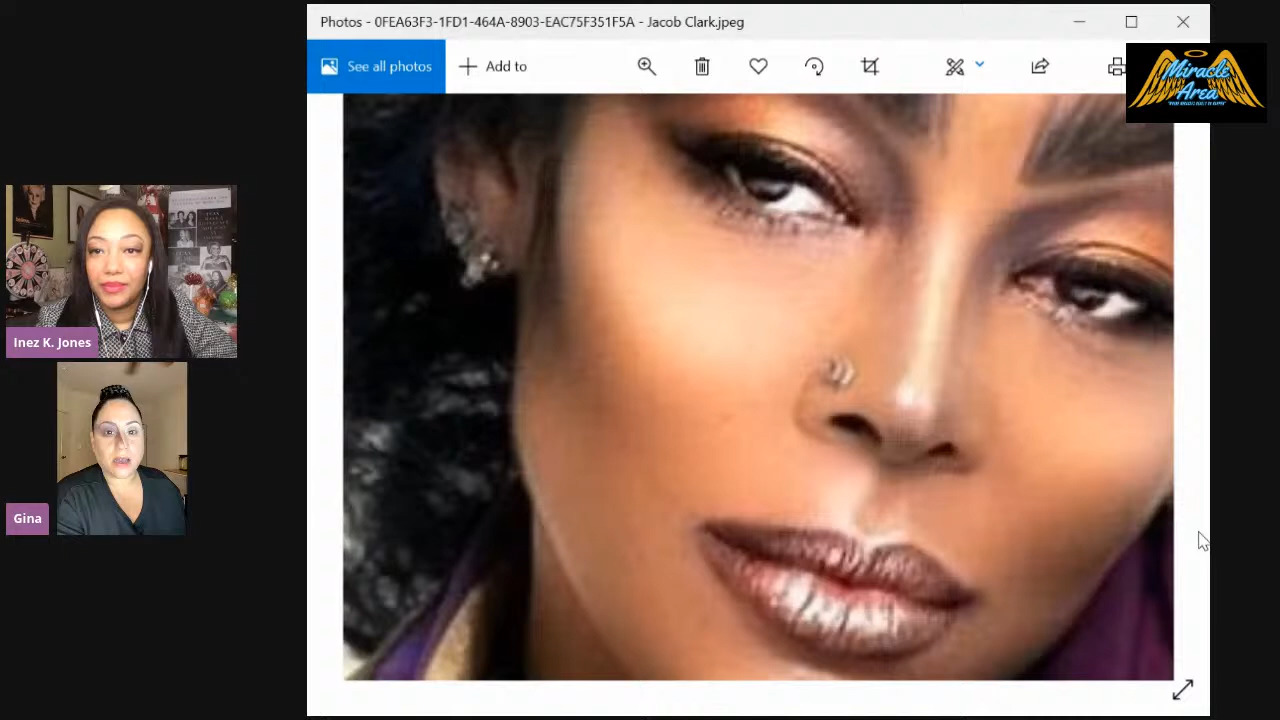 Photos - 0FEA63F3-1FD1-464A-8903-EAC75F351F5A - Jacob Clark.jpeg
See all photos
Add to
Miracle
Area
Inez K. Jones
Gina